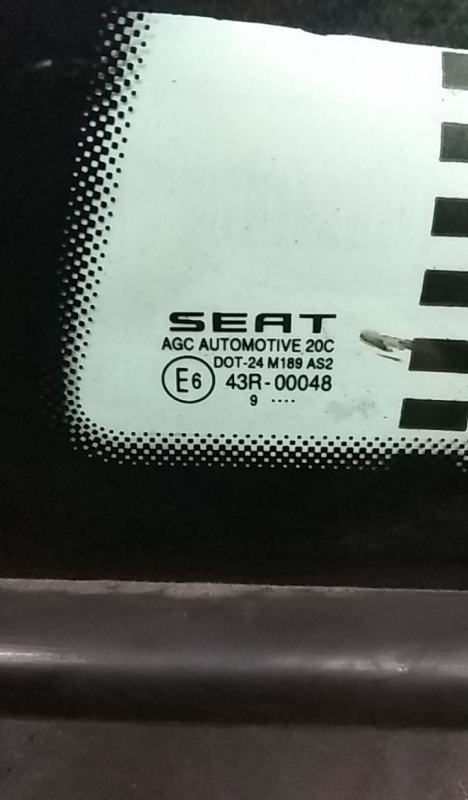 SEAT
AGC AUTOMOTIVE 20C
DOT-24 M189 AS2
E6 43R-00048
9 ....